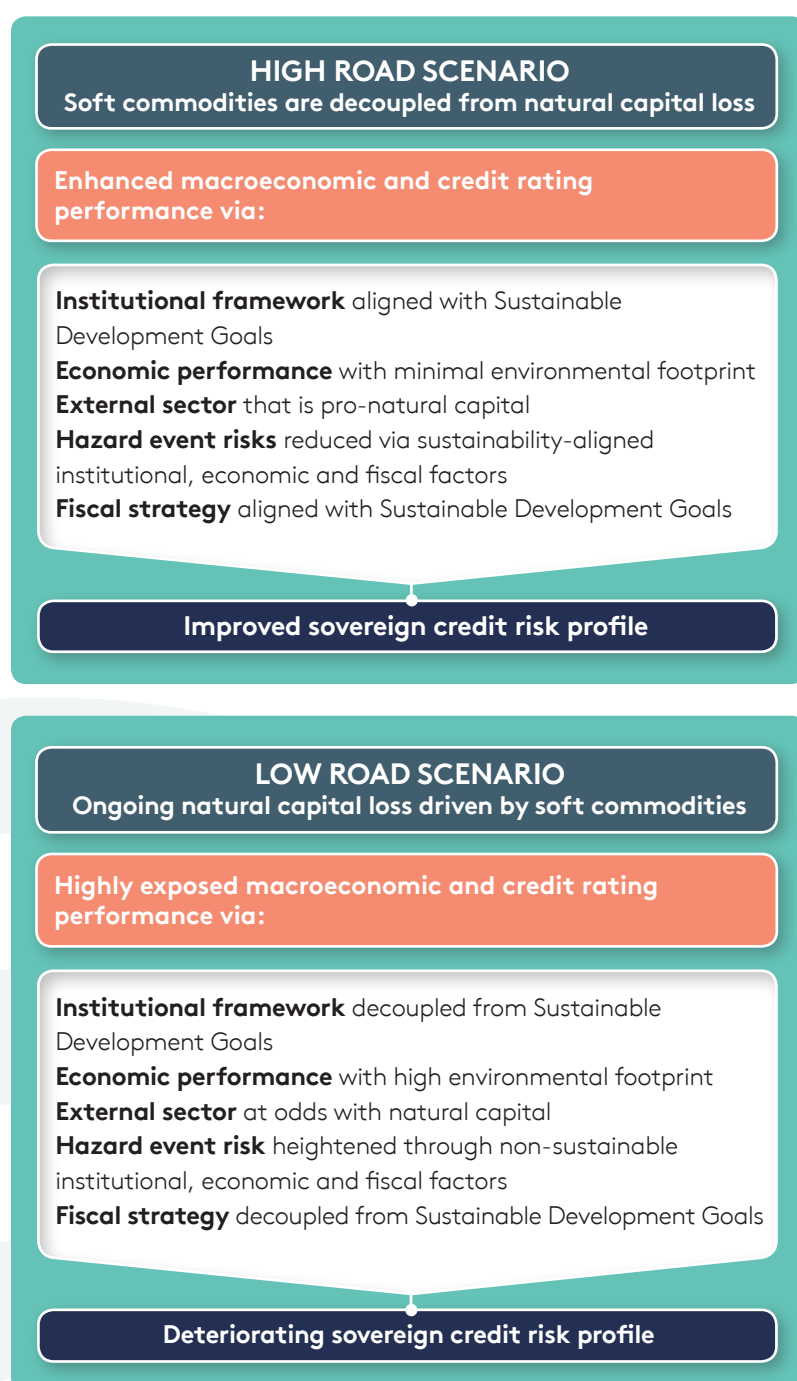 HIGH ROAD SCENARIO
Soft commodities are decoupled from natural capital loss
Enhanced macroeconomic and credit rating
performance via:
Institutional framework aligned with Sustainable
Development Goals
Economic performance with minimal environmental footprint
External sector that is pro-natural capital
Hazard event risks reduced via sustainability-aligned
institutional, economic and fiscal factors
Fiscal strategy aligned with Sustainable Development Goals
Improved sovereign credit risk profile
LOW ROAD SCENARIO
Ongoing natural capital loss driven by soft commodities
Highly exposed macroeconomic and credit rating
performance via:
Institutional framework decoupled from Sustainable
Development Goals
Economic performance with high environmental footprint
External sector at odds with natural capital
Hazard event risk heightened through non-sustainable
institutional, economic and fiscal factors
Fiscal strategy decoupled from Sustainable Development Goals
Deteriorating sovereign credit risk profile